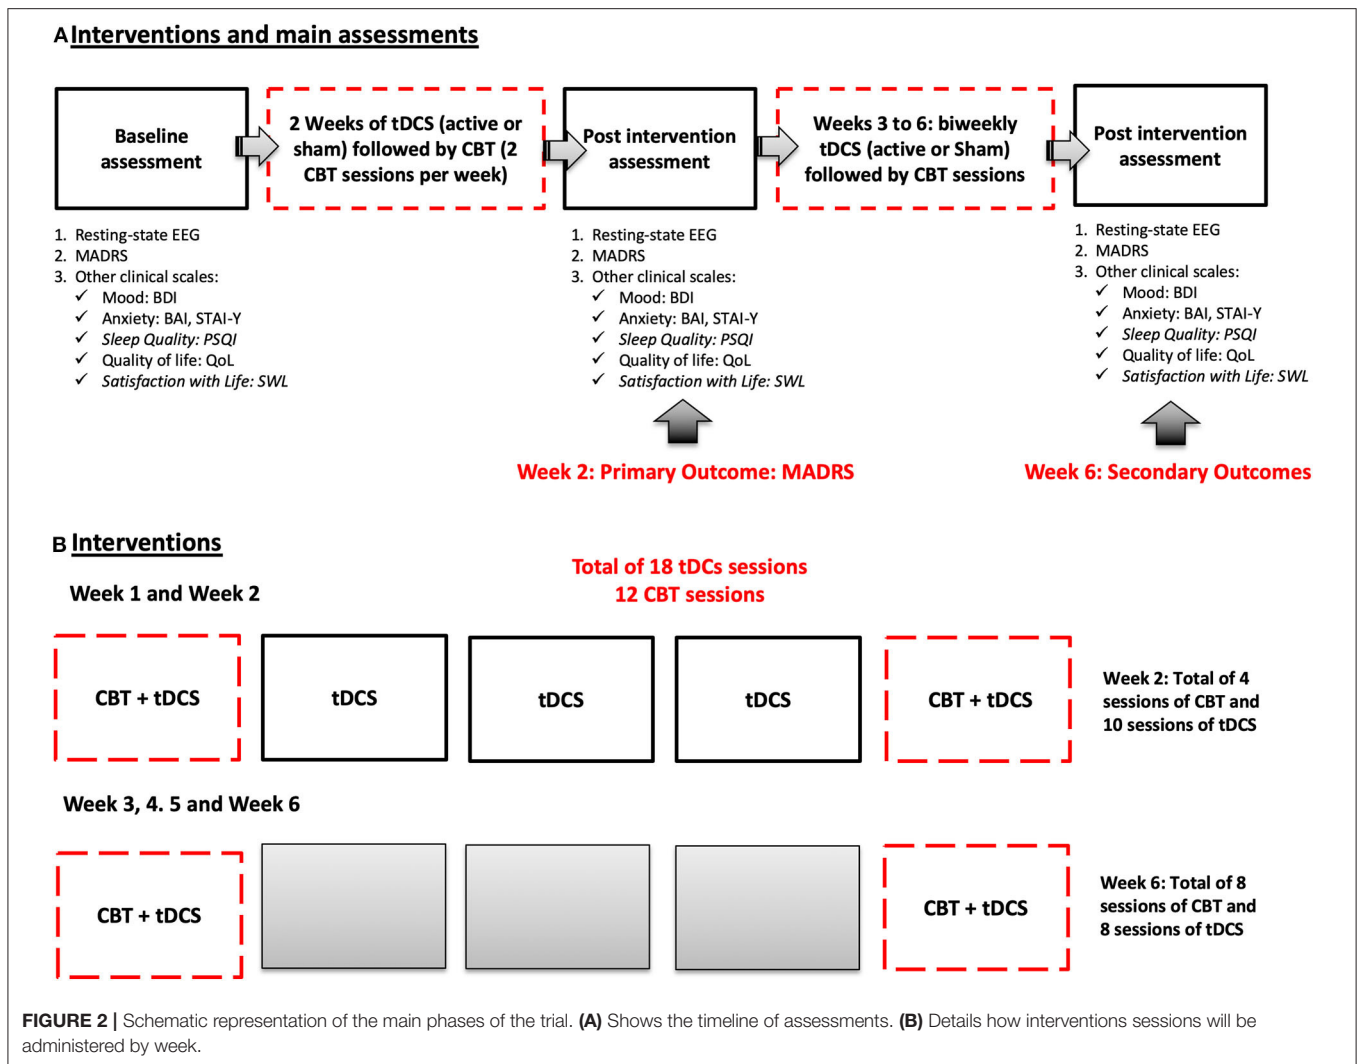 A Interventions and main assessments
Baseline
assessment
2 Weeks of tDCS (active or
sham) followed by CBT (2
CBT sessions per week)
Post intervention
assessment
Weeks 3 to 6: biweekly
tDCS (active or Sham)
followed by CBT sessions
Post intervention
assessment
1. Resting-state EEG
2. MADRS
3. Other clinical scales:
✓ Mood: BDI
✓ Anxiety: BAI, STAI-Y
✓ Sleep Quality: PSQI
✓ Quality of life: QoL
✓ Satisfaction with Life: SWL
1. Resting-state EEG
2. MADRS
3. Other clinical scales:
✓ Mood: BDI
✓ Anxiety: BAI, STAI-Y
✓ Sleep Quality: PSQI
✓ Quality of life: QoL
✓ Satisfaction with Life: SWL
1. Resting-state EEG
2. MADRS
3. Other clinical scales:
✓ Mood: BDI
✓ Anxiety: BAI, STAI-Y
✓ Sleep Quality: PSQI
✓ Quality of life: QoL
✓ Satisfaction with Life: SWL
Week 2: Primary Outcome: MADRS
Week 6: Secondary Outcomes
B Interventions
Total of 18 tDCs sessions
12 CBT sessions
Week 1 and Week 2
CBT + tDCS
tDCS
tDCS
tDCS
CBT + tDCS
Week 2: Total of 4
sessions of CBT and
10 sessions of tDCS
Week 3, 4. 5 and Week 6
CBT + tDCS
CBT + tDCS
Week 6: Total of 8
sessions of CBT and
8 sessions of tDCS
FIGURE 2 | Schematic representation of the main phases of the trial. (A) Shows the timeline of assessments. (B) Details how interventions sessions will be
administered by week.